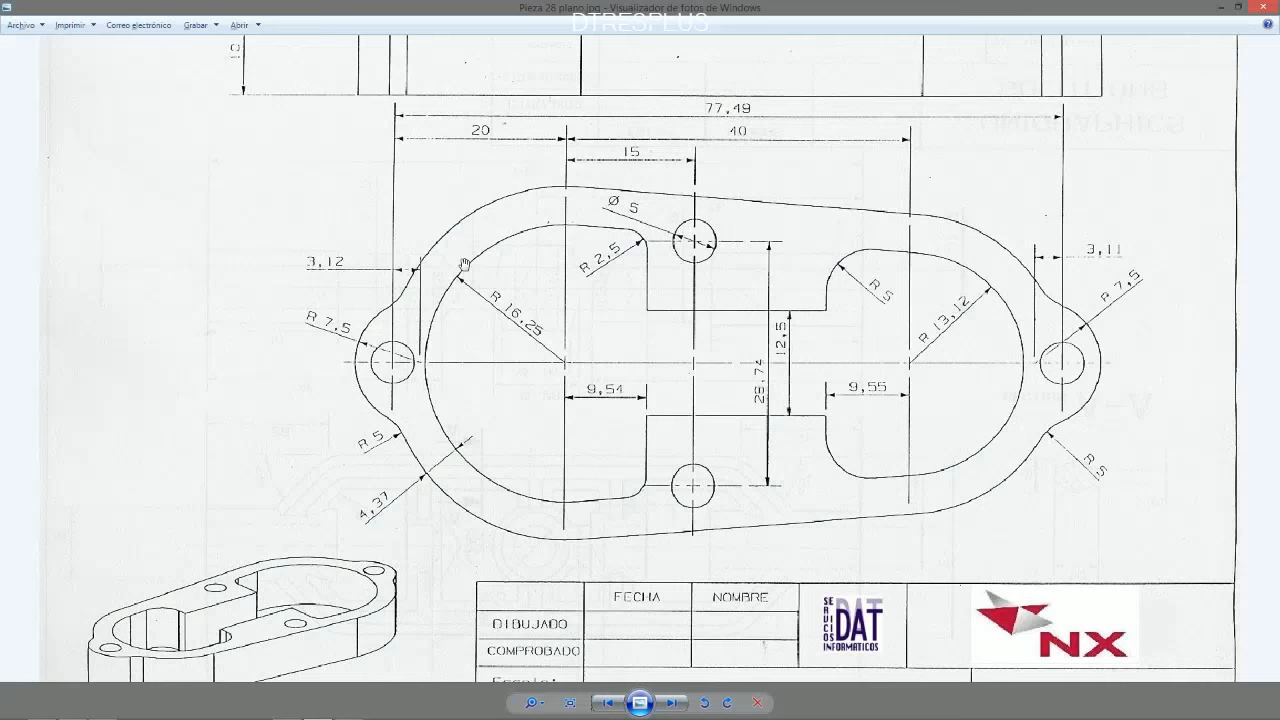 Pieza 28 plano.jpg - Visualizador de fotos de Windows
DTRESPLUS
Archivo Imprimir Correo electrónico Grabar Abrir
77,49
20
40
15
Ø 5
R 2,5
3,12
3,11
R 7,5
R 5
R 16,25
R 13,12
R 7,5
12,5
28,74
9,54
9,55
R 5
R 5
4,37
FECHA
NOMBRE
DIBUJADO
COMPROBADO
SERVICIOS
DAT
INFORMATICOS
NX